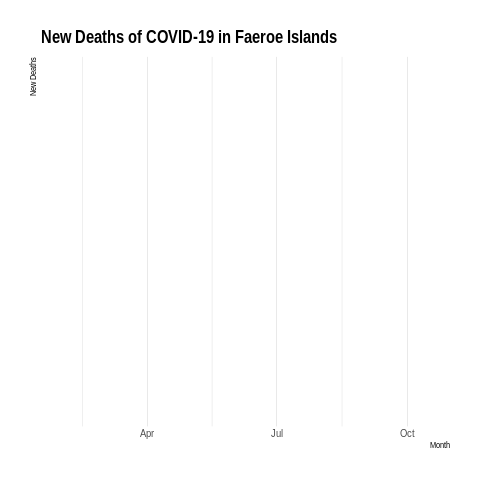 New Deaths of COVID-19 in Faeroe Islands
New Deaths
Apr Jul Oct
Month